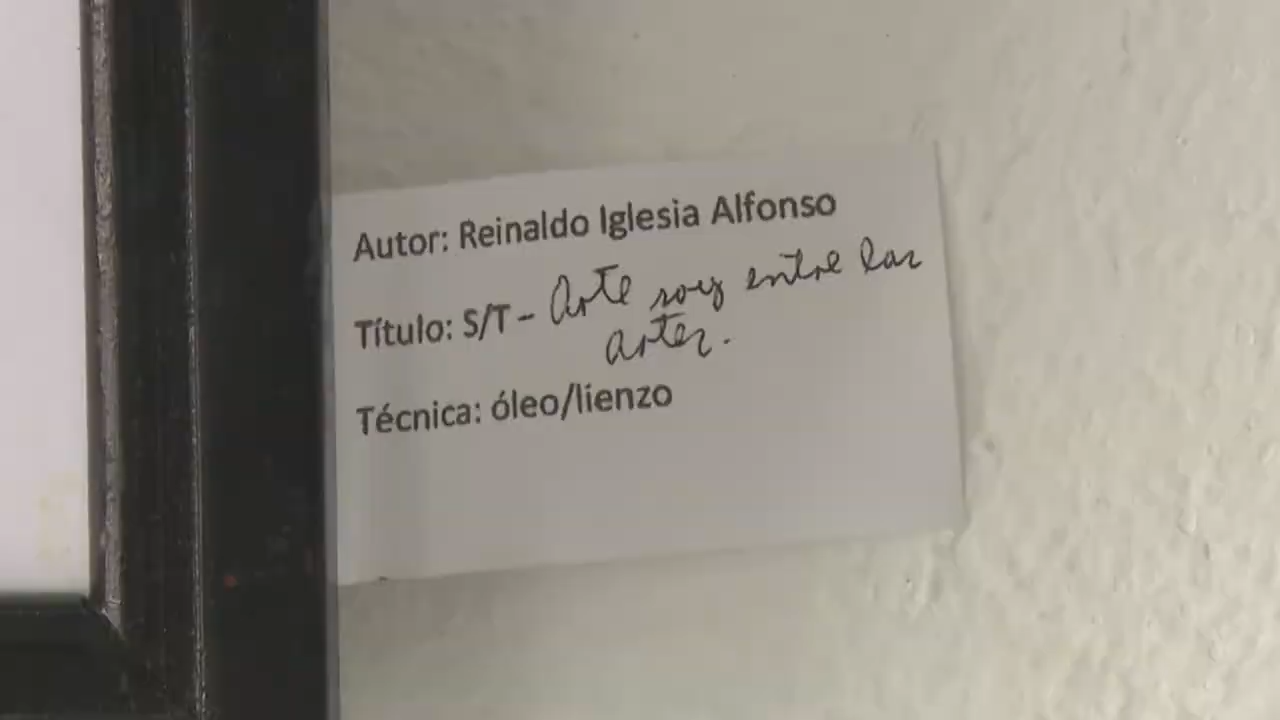 Autor: Reinaldo Iglesia Alfonso
Título: S/T - Arte soy entre las
artes.
Técnica: óleo/lienzo